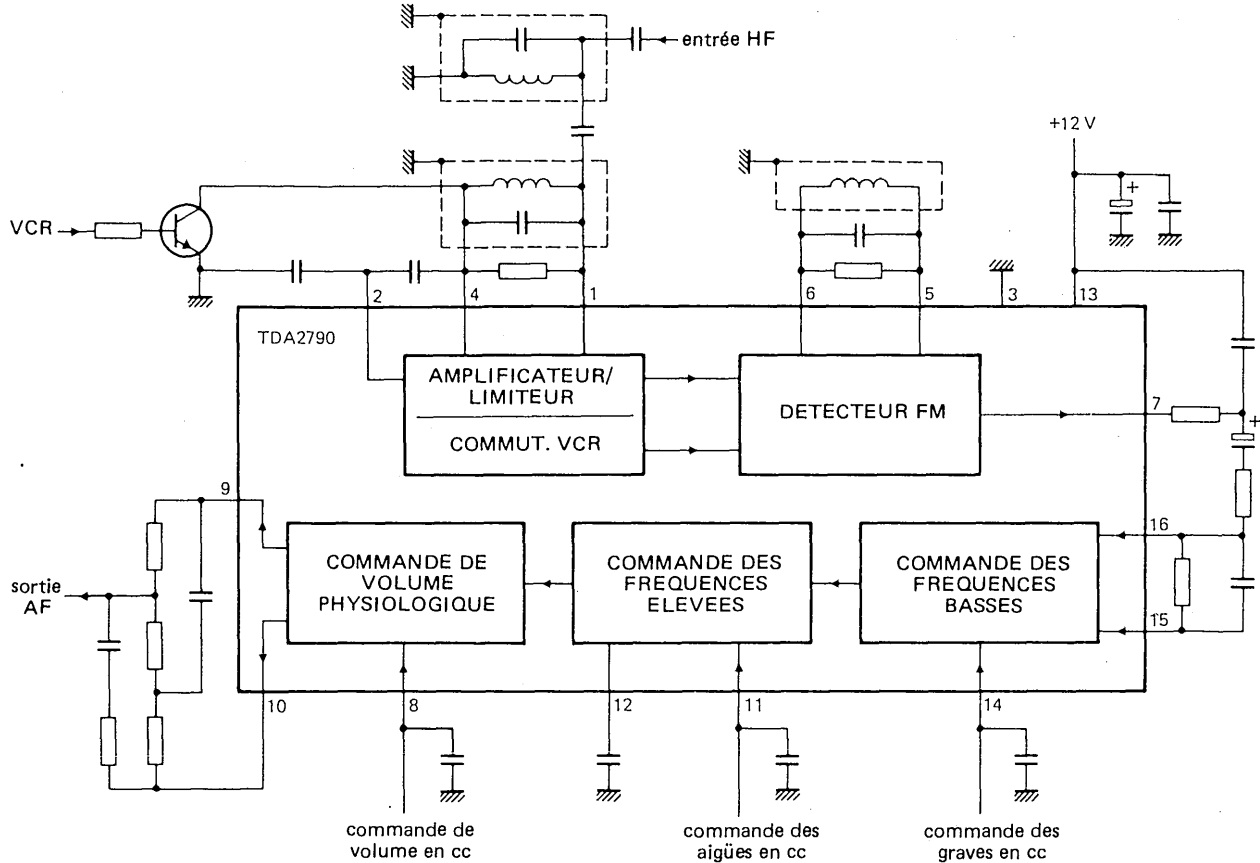 entrée HF
+12 V
+
VCR
2
4
1
6
5
3
13
TDA2790
AMPLIFICATEUR/
LIMITEUR
COMMUT. VCR
DETECTEUR FM
7
+
9
16
COMMANDE DE
VOLUME
PHYSIOLOGIQUE
COMMANDE DES
FRÉQUENCES
ELEVEES
COMMANDE DES
FREQUENCES
BASSES
sortie
AF
15
10
8
12
11
14
commande de
volume en cc
commande des
aigües en cc
commande des
graves en cc